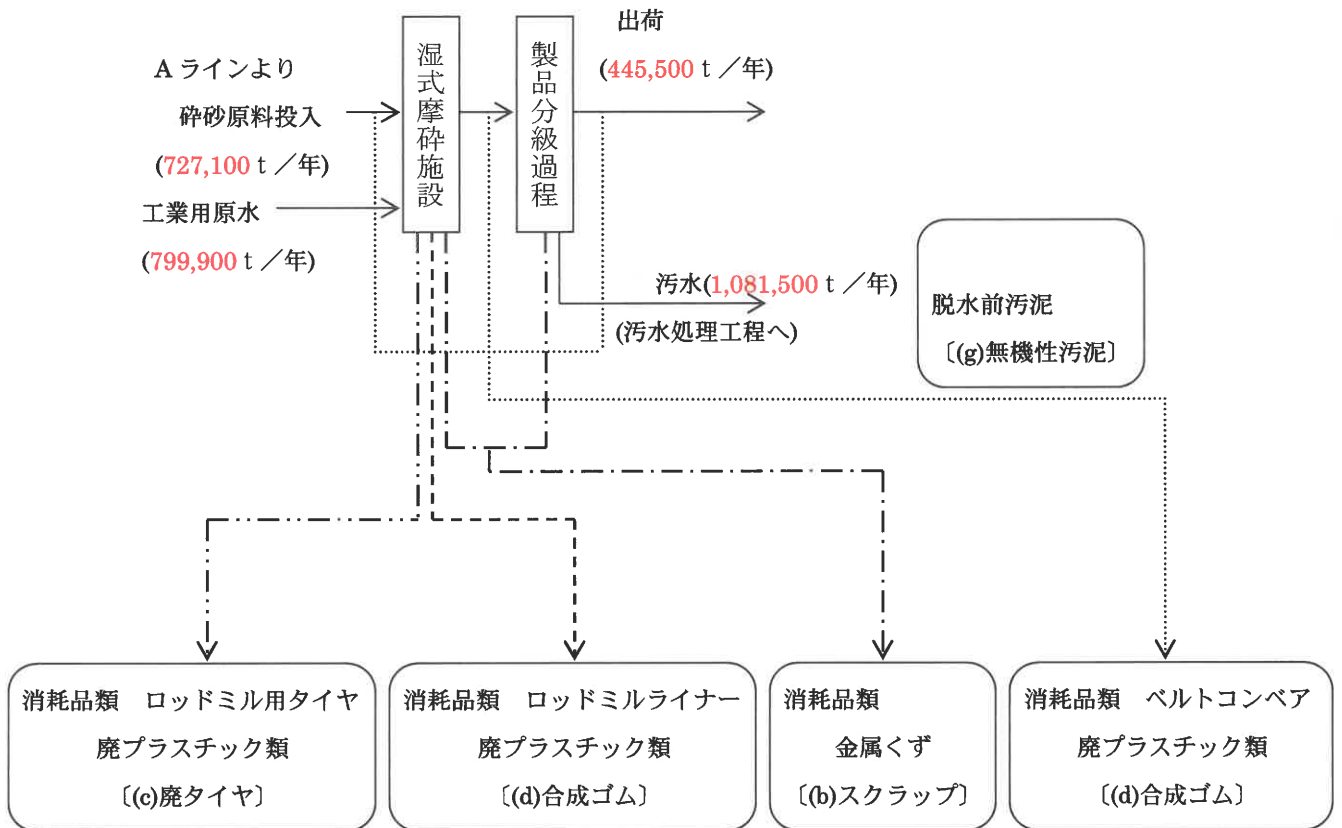 出荷
(445,500 t /年)
Aラインより
砕砂原料投入
(727,100 t /年)
工業用原水
(799,900 t /年)
湿式摩砕施設
製品分級過程
汚水(1,081,500 t /年)
(汚水処理工程へ)
脱水前汚泥
〔(g)無機性汚泥〕
消耗品類 ロッドミル用タイヤ
廃プラスチック類
〔(c)廃タイヤ〕
消耗品類 ロッドミルライナー
廃プラスチック類
〔(d)合成ゴム〕
消耗品類
金属くず
〔(b)スクラップ〕
消耗品類 ベルトコンベア
廃プラスチック類
〔(d)合成ゴム〕